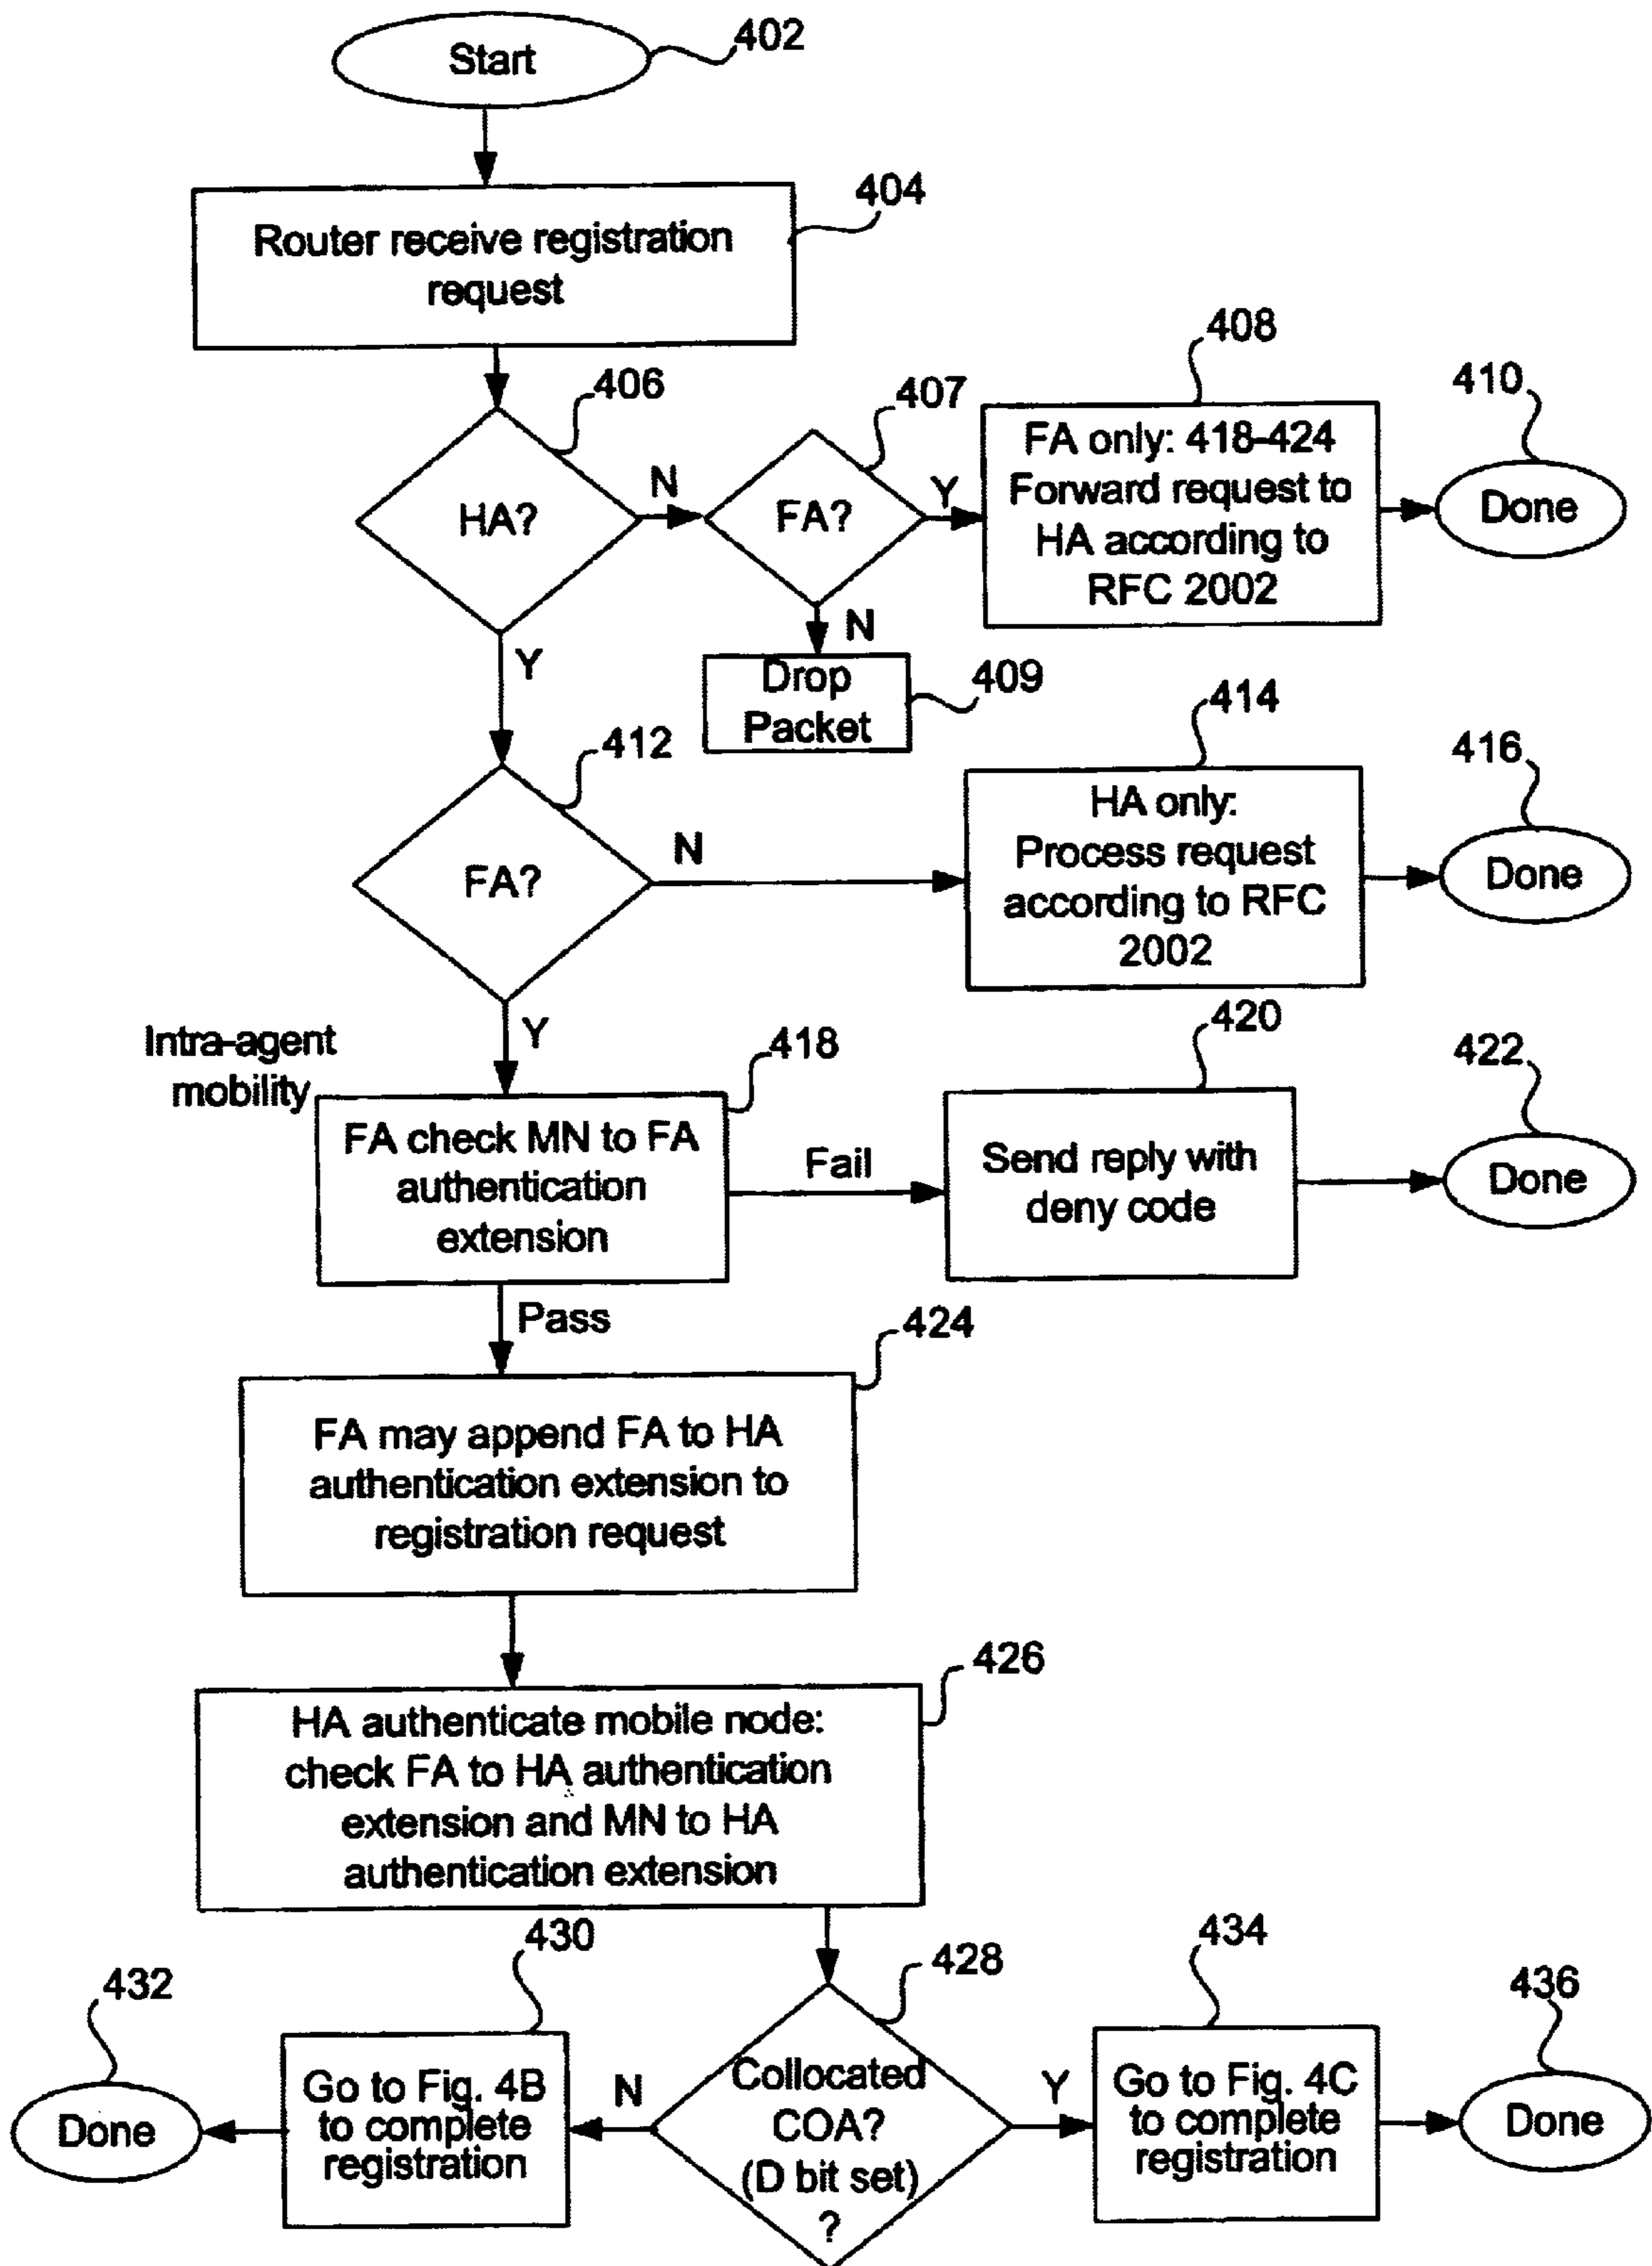 Start
402
404
Router receive registration
request
406
HA?
N
407
FA?
Y
408
FA only: 418-424
Forward request to
HA according to
RFC 2002
410
Done
N
Drop
Packet
409
Y
412
FA?
N
414
HA only:
Process request
according to RFC
2002
416
Done
Y
Intra-agent
mobility
418
FA check MN to FA
authentication
extension
Fail
420
Send reply with
deny code
422
Done
Pass
424
FA may append FA to HA
authentication extension to
registration request
426
HA authenticate mobile node:
check FA to HA authentication
extension and MN to HA
authentication extension
428
Collocated
COA?
(D bit set)
?
N
430
Go to Fig. 4B
to complete
registration
432
Done
Y
434
Go to Fig. 4C
to complete
registration
436
Done